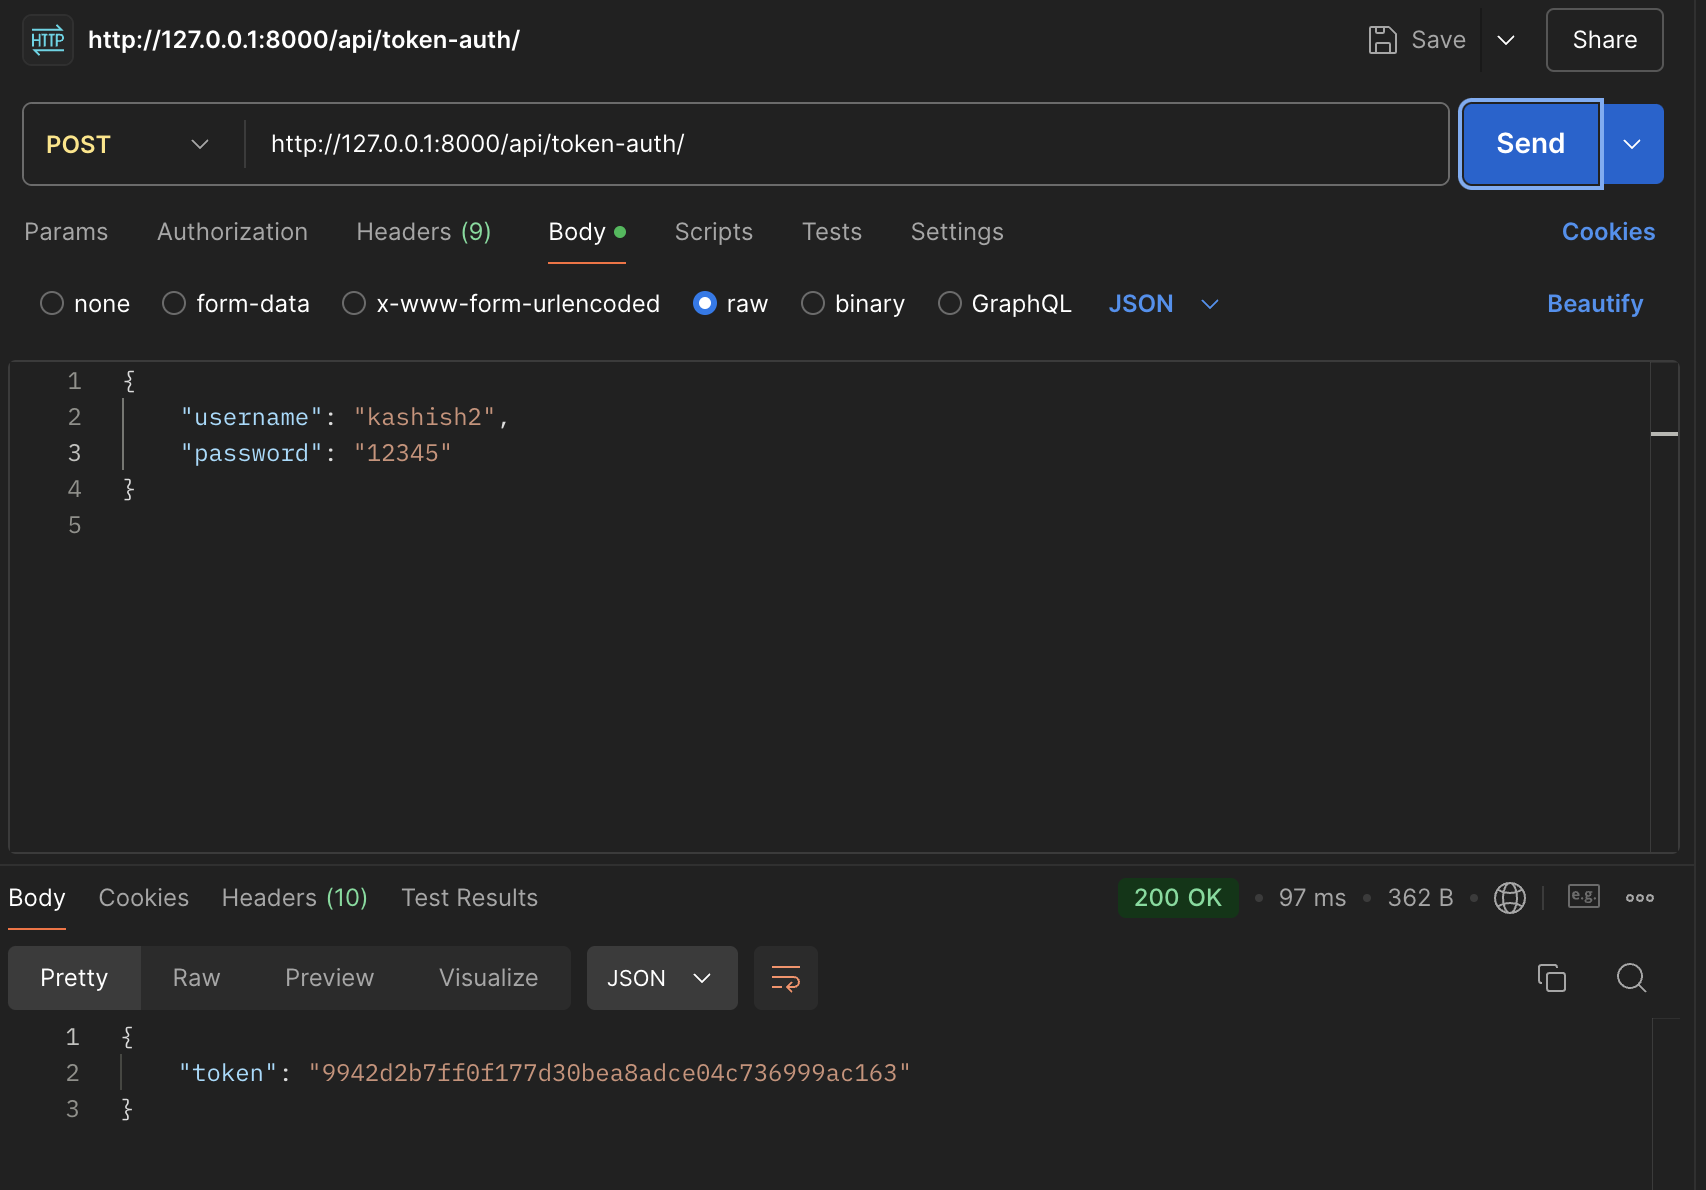 HTTP http://127.0.0.1:8000/api/token-auth/ Save Share
POST http://127.0.0.1:8000/api/token-auth/ Send
Params Authorization Headers (9) Body Scripts Tests Settings Cookies
none form-data x-www-form-urlencoded raw binary GraphQL JSON Beautify
1 {
2 "username": "kashish2",
3 "password": "12345"
4 }
5
Body Cookies Headers (10) Test Results 200 OK 97 ms 362 B e.g.
Pretty Raw Preview Visualize JSON
1 {
2 "token": "9942d2b7ff0f177d30bea8adce04c736999ac163"
3 }